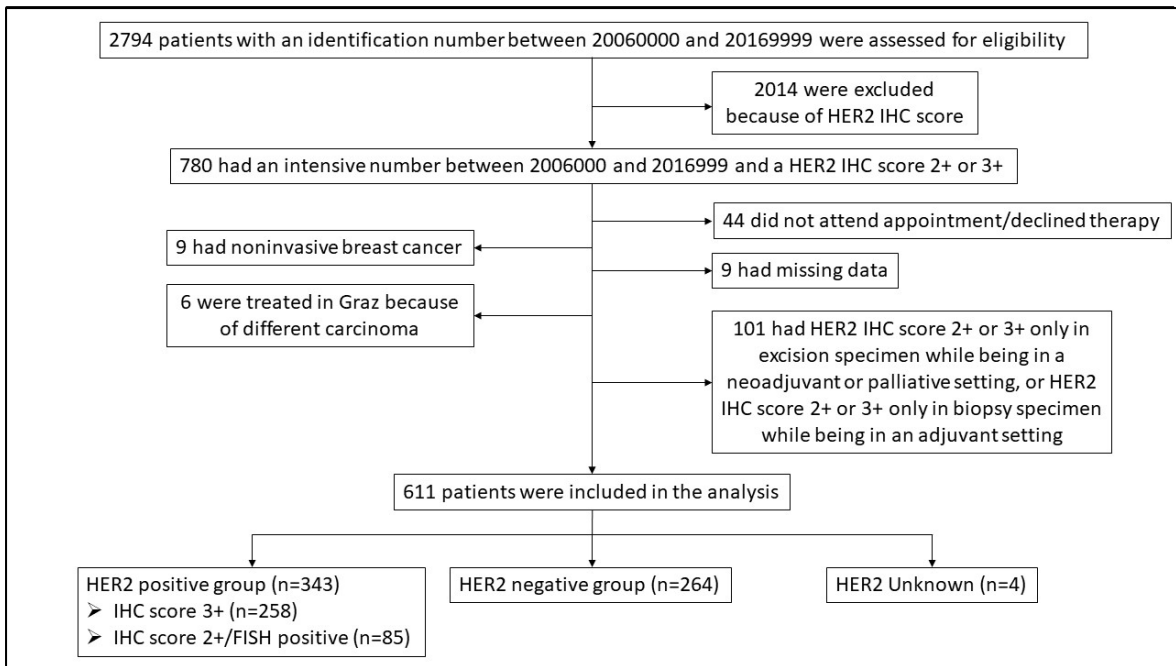 2794 patients with an identification number between 20060000 and 20169999 were assessed for eligibility
2014 were excluded
because of HER2 IHC score
780 had an intensive number between 2006000 and 2016999 and a HER2 IHC score 2+ or 3+
44 did not attend appointment/declined therapy
9 had noninvasive breast cancer
9 had missing data
6 were treated in Graz because
of different carcinoma
101 had HER2 IHC score 2+ or 3+ only in
excision specimen while being in a
neoadjuvant or palliative setting, or HER2
IHC score 2+ or 3+ only in biopsy specimen
while being in an adjuvant setting
611 patients were included in the analysis
HER2 positive group (n=343)
➢ IHC score 3+ (n=258)
➢ IHC score 2+/FISH positive (n=85)
HER2 negative group (n=264)
HER2 Unknown (n=4)